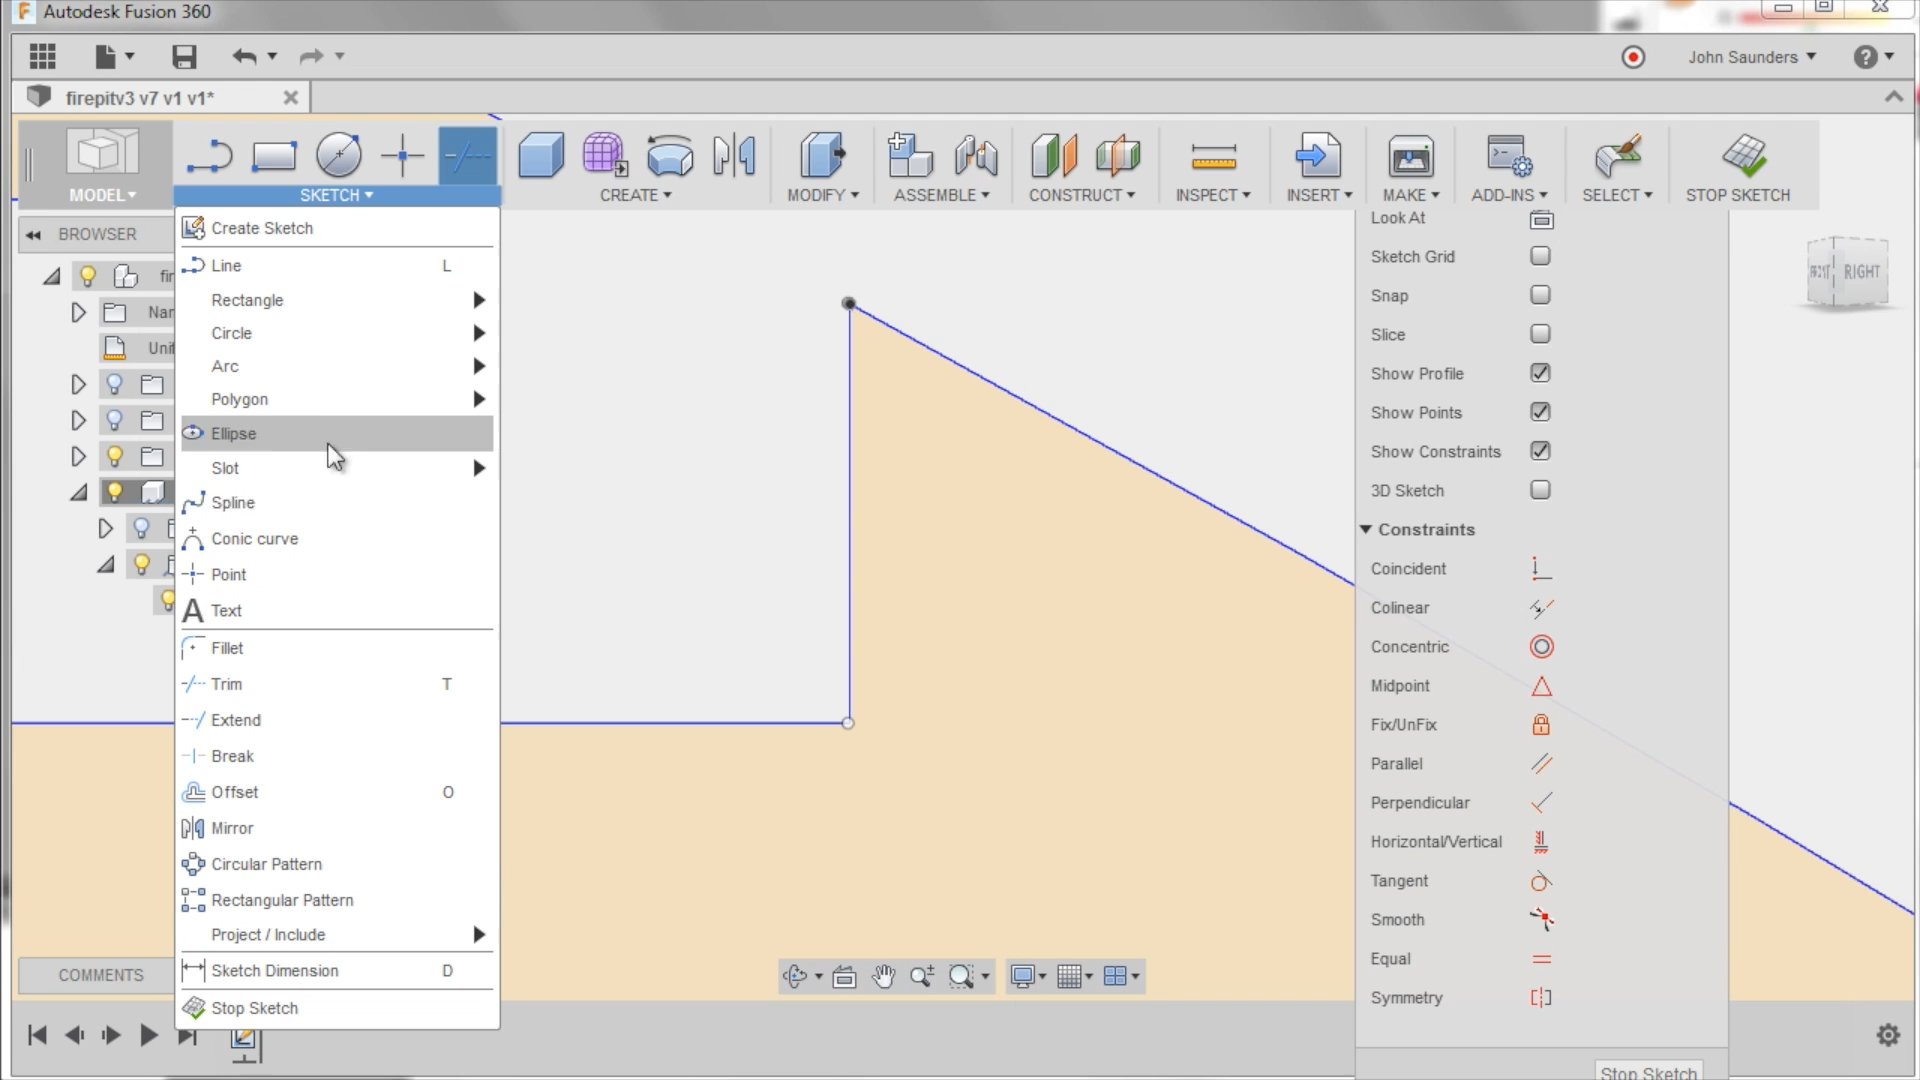 Autodesk Fusion 360
John Saunders
firepitv3 v7 v1 v1*
MODEL
SKETCH
CREATE
MODIFY
ASSEMBLE
CONSTRUCT
INSPECT
INSERT
MAKE
ADD-INS
SELECT
STOP SKETCH
BROWSER
fir
Nar
Unit
Create Sketch
Line L
Rectangle
Circle
Arc
Polygon
Ellipse
Slot
Spline
Conic curve
Point
Text
Fillet
Trim T
Extend
Break
Offset O
Mirror
Circular Pattern
Rectangular Pattern
Project / Include
Sketch Dimension D
Stop Sketch
COMMENTS
Look At
Sketch Grid
Snap
Slice
Show Profile
Show Points
Show Constraints
3D Sketch
Constraints
Coincident
Colinear
Concentric
Midpoint
Fix/UnFix
Parallel
Perpendicular
Horizontal/Vertical
Tangent
Smooth
Equal
Symmetry
Stop Sketch
FRONT
RIGHT